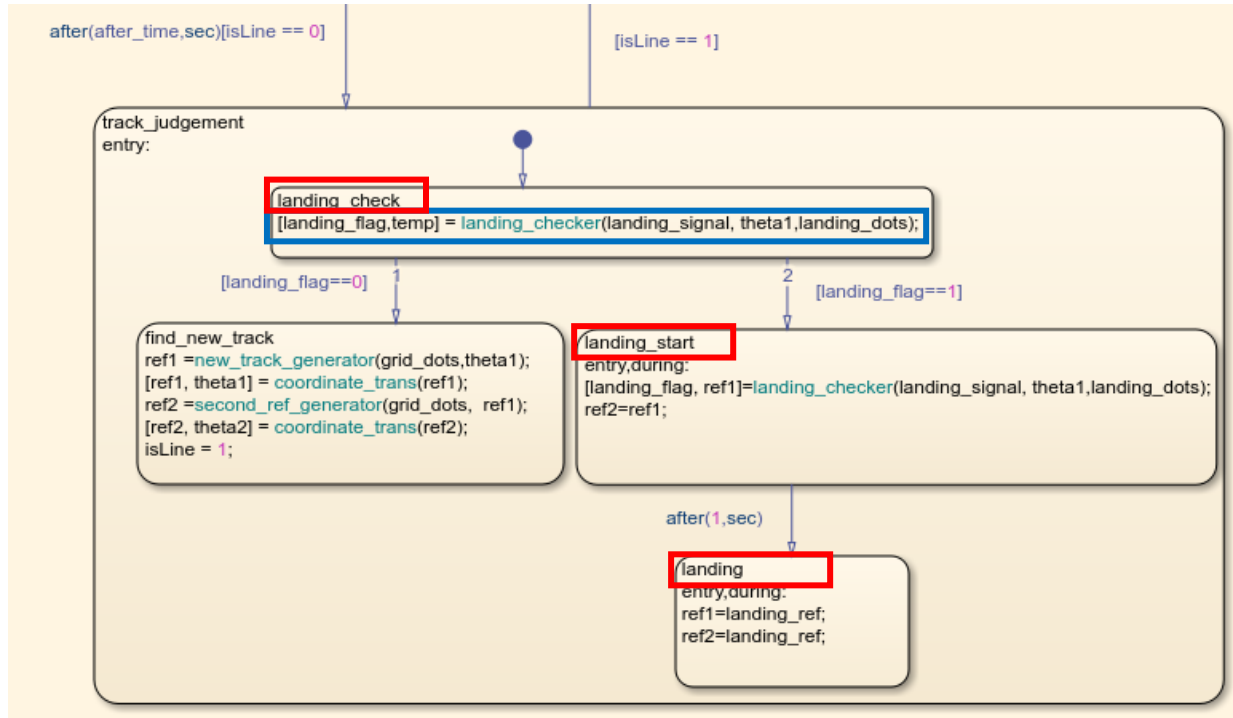 after(after_time,sec)[isLine == 0]
[isLine == 1]
track_judgement
entry:
landing_check
[landing_flag,temp] = landing_checker(landing_signal, theta1,landing_dots);
[landing_flag==0]
1
2
[landing_flag==1]
find_new_track
ref1 =new_track_generator(grid_dots,theta1);
[ref1, theta1] = coordinate_trans(ref1);
ref2 =second_ref_generator(grid_dots, ref1);
[ref2, theta2] = coordinate_trans(ref2);
isLine = 1;
landing_start
entry,during:
[landing_flag, ref1]=landing_checker(landing_signal, theta1,landing_dots);
ref2=ref1;
after(1,sec)
landing
entry,during:
ref1=landing_ref;
ref2=landing_ref;